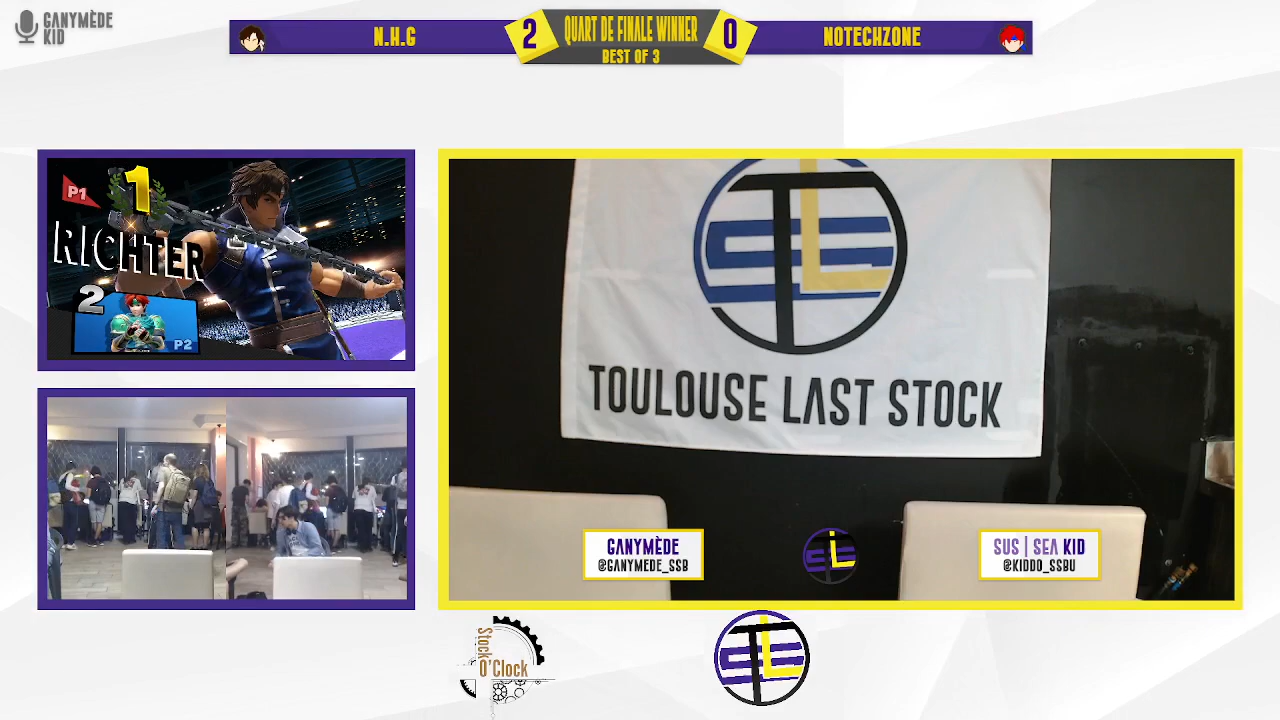 GANYMÈDE
KID
N.H.G
2
QUART DE FINALE WINNER
BEST OF 3
0
NOTECHZONE
P1
1
RICHTER
2
P2
TL
TOULOUSE LAST STOCK
GANYMÈDE
@GANYMEDE_SSB
SUS | SEA KID
@KIDDO_SSBU
Stock
O'Clock